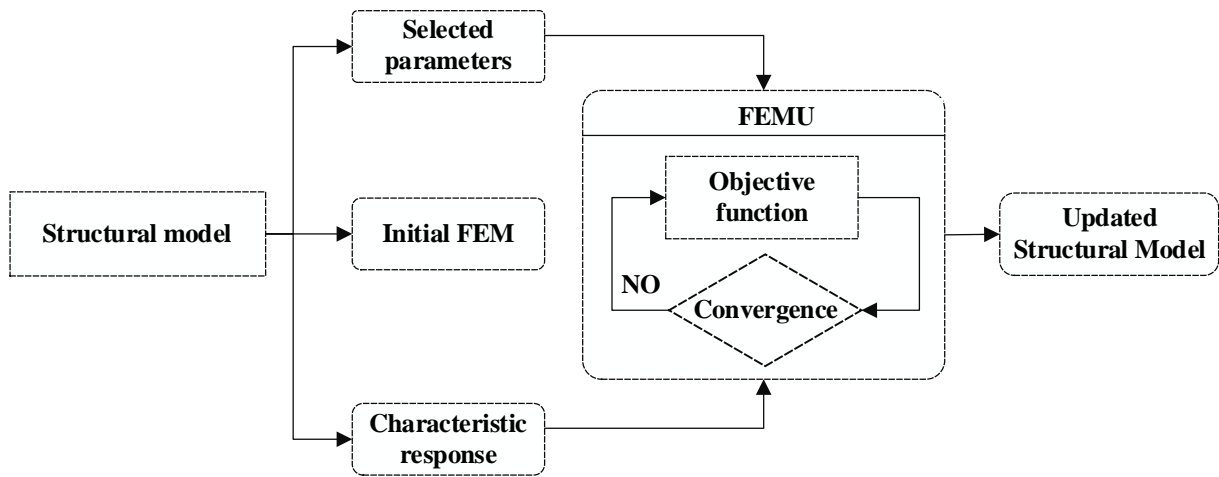 Selected
parameters
FEMU
Objective
function
Structural model
Initial FEM
Updated
Structural Model
NO
Convergence
Characteristic
response